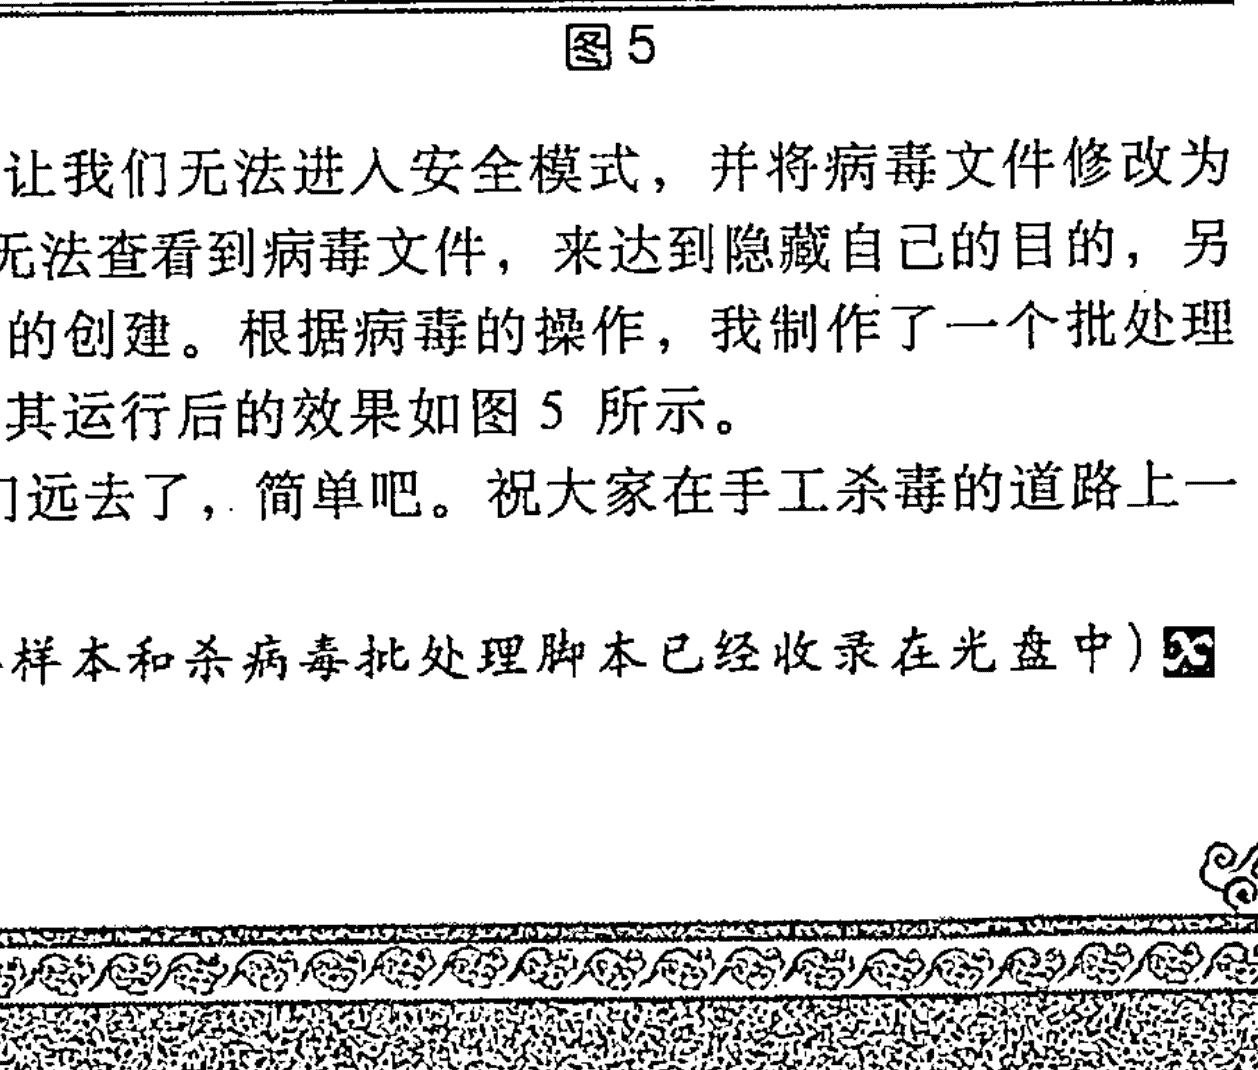 图 5
让我们无法进入安全模式，并将病毒文件修改为
无法查看到病毒文件，来达到隐藏自己的目的，另
的创建。根据病毒的操作，我制作了一个批处理
其运行后的效果如图 5 所示。
们远去了，简单吧。祝大家在手工杀毒的道路上一
样本和杀病毒批处理脚本已经收录在光盘中)